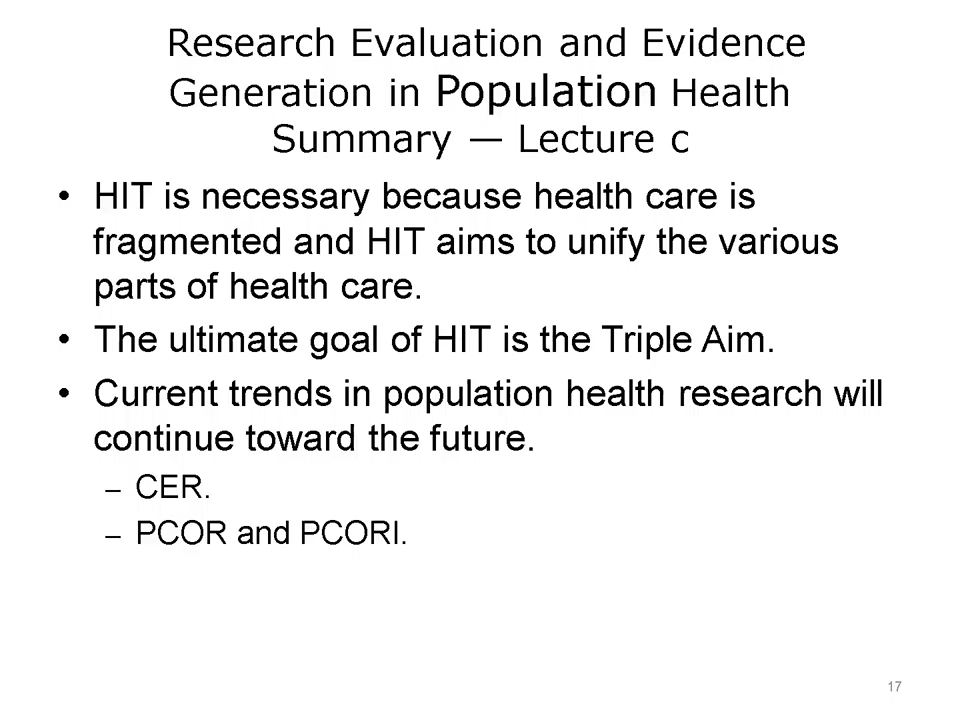 Research Evaluation and Evidence
Generation in Population Health
Summary — Lecture c
• HIT is necessary because health care is
fragmented and HIT aims to unify the various
parts of health care.
• The ultimate goal of HIT is the Triple Aim.
• Current trends in population health research will
continue toward the future.
– CER.
– PCOR and PCORI.
17